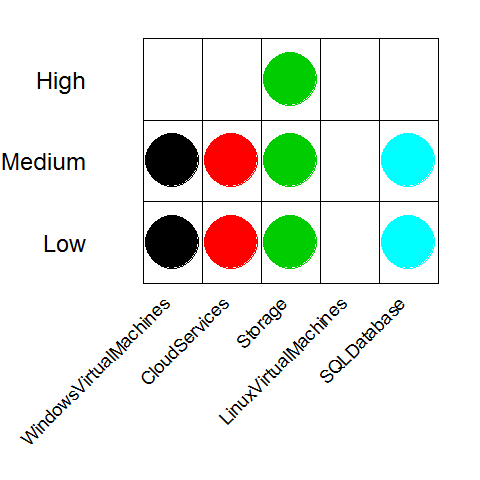 High
Medium
Low
WindowsVirtualMachines
CloudServices
Storage
LinuxVirtualMachines
SQLDatabase